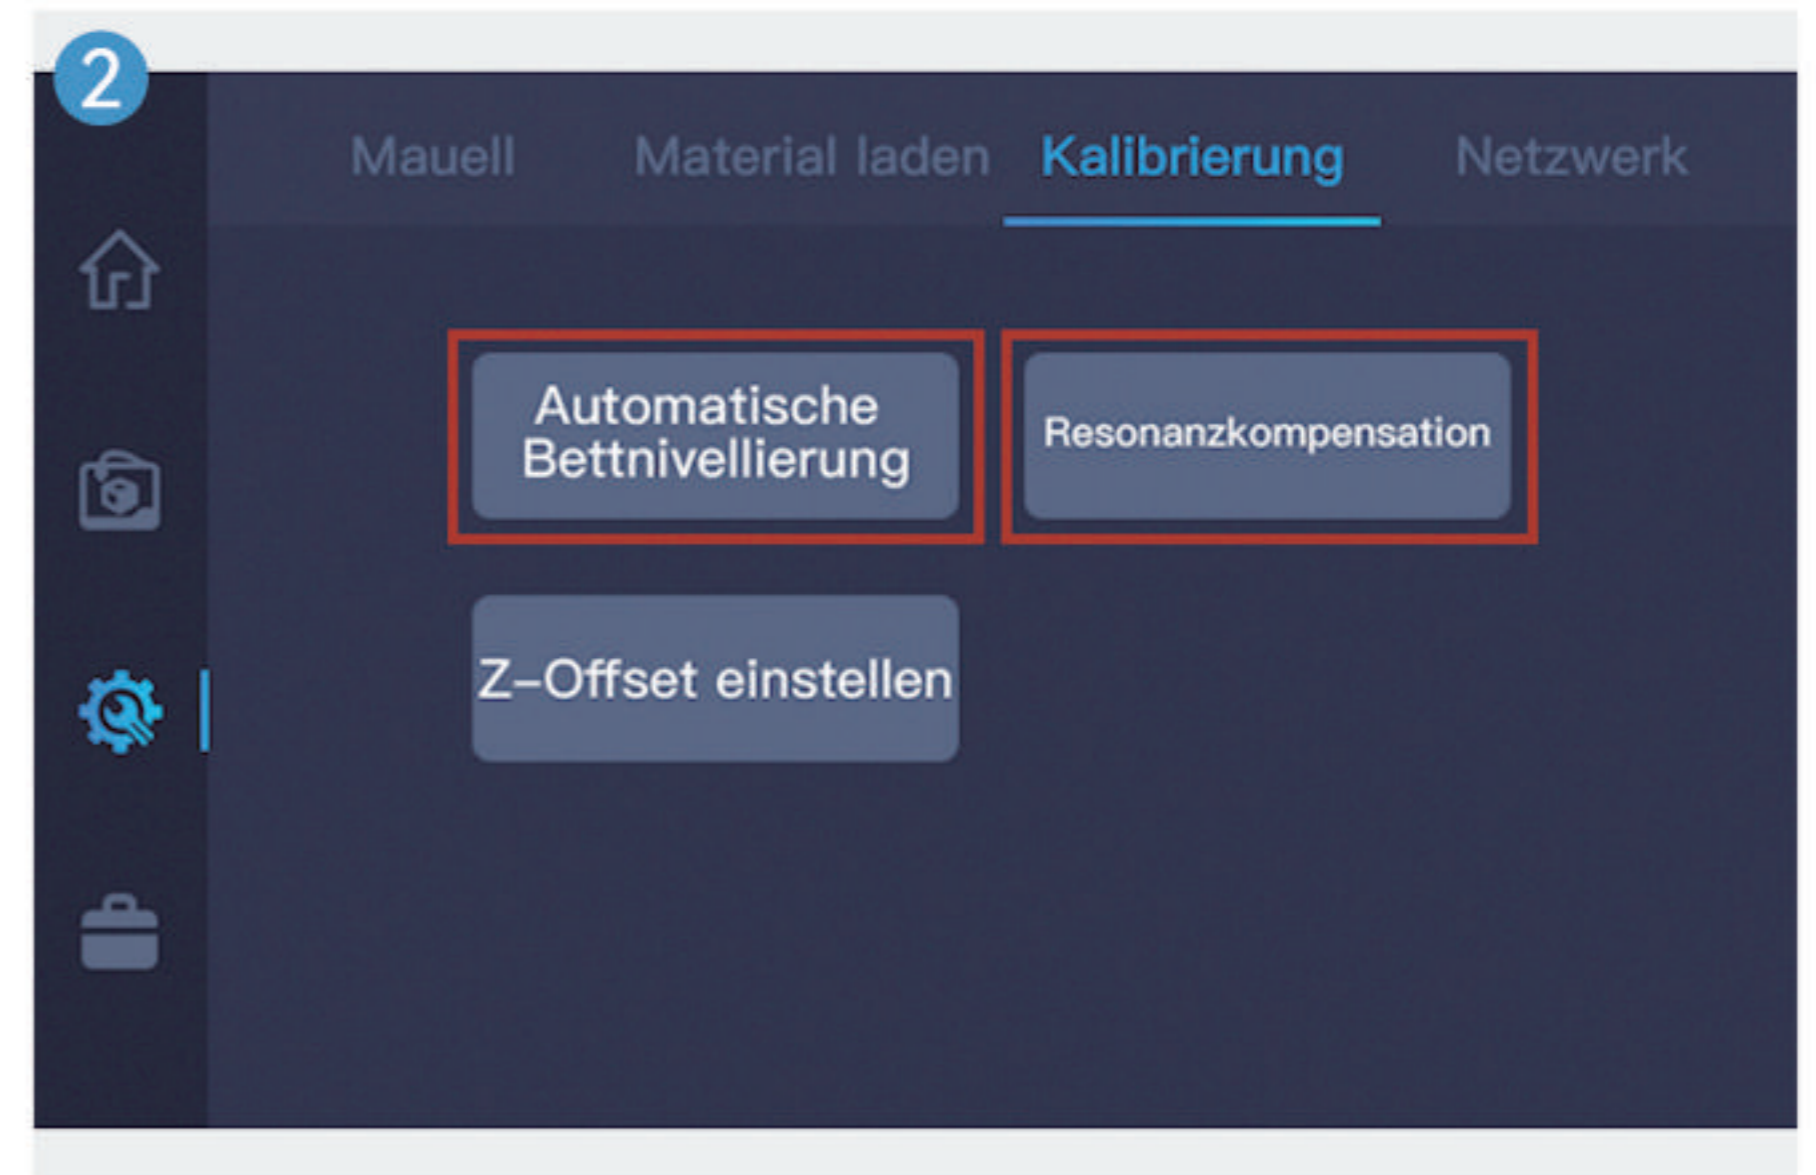 2
Mauell Material laden Kalibrierung Netzwerk
Automatische
Bettnivellierung
Resonanzkompensation
Z-Offset einstellen